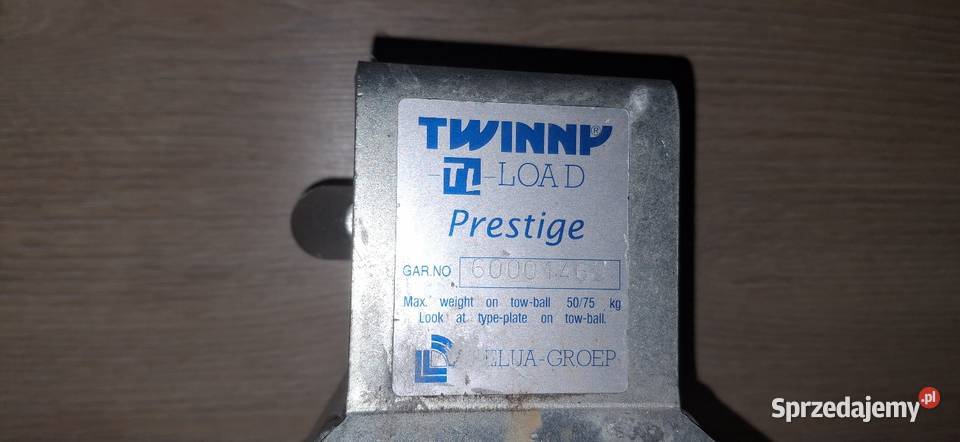 TWINNY®
TL-LOAD
Prestige
GAR.NO
Max. weight on tow-ball 50/75 kg
Look at type-plate on tow-ball.
ELUA-GROEP
Sprzedajemy.pl